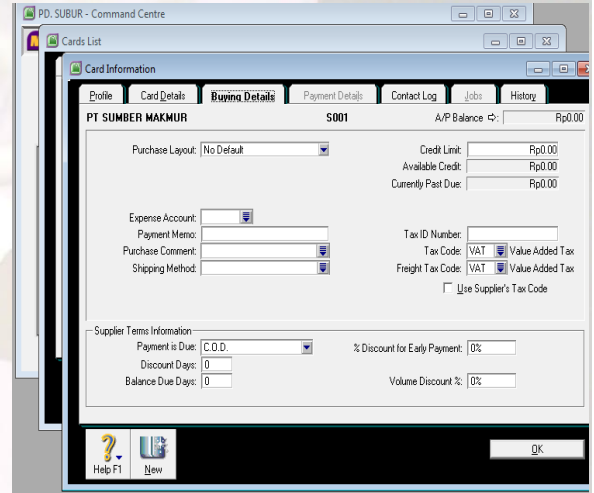 PD. SUBUR - Command Centre
Cards List
Card Information
Profile Card Details Buying Details Payment Details Contact Log Jobs History
PT SUMBER MAKMUR S001 A/P Balance ⇨: Rp0.00
Purchase Layout: No Default Credit Limit: Rp0.00
Available Credit: Rp0.00
Currently Past Due: Rp0.00
Expense Account:
Payment Memo: Tax ID Number:
Purchase Comment: Tax Code: VAT Value Added Tax
Shipping Method: Freight Tax Code: VAT Value Added Tax
Use Supplier's Tax Code
Supplier Terms Information
Payment is Due: C.O.D. % Discount for Early Payment: 0%
Discount Days: 0
Balance Due Days: 0 Volume Discount %: 0%
Help F1 New OK